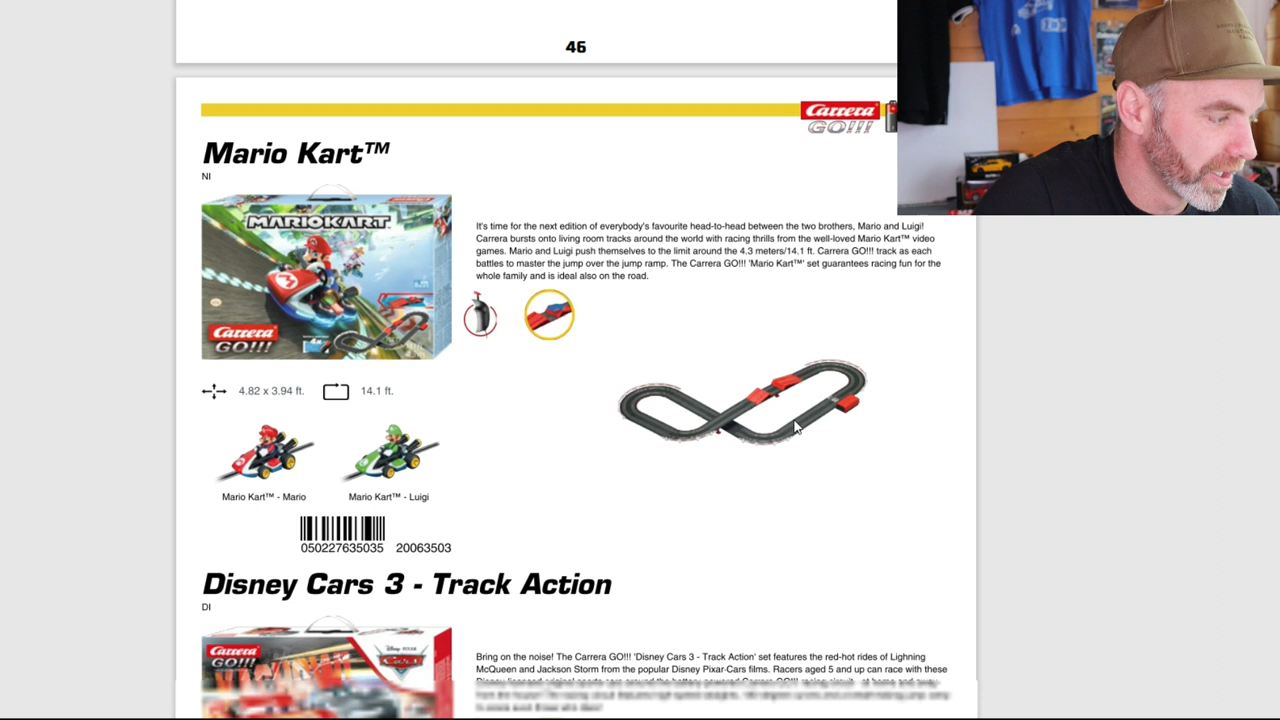 46
Carrera
GO!!!
Mario Kart™
NI
MARIOKART
Carrera
GO!!!
4x
It's time for the next edition of everybody's favourite head-to-head between the two brothers, Mario and Luigi!
Carrera bursts onto living room tracks around the world with racing thrills from the well-loved Mario Kart™ video
games. Mario and Luigi push themselves to the limit around the 4.3 meters/14.1 ft. Carrera GO!!! track as each
battles to master the jump over the jump ramp. The Carrera GO!!! 'Mario Kart™' set guarantees racing fun for the
whole family and is ideal also on the road.
4.82 x 3.94 ft. 14.1 ft.
Mario Kart™ - Mario Mario Kart™ - Luigi
050227635035 20063503
Disney Cars 3 - Track Action
DI
Carrera
GO!!!
Disney PIXAR
Cars
Bring on the noise! The Carrera GO!!! 'Disney Cars 3 - Track Action' set features the red-hot rides of Lighning
McQueen and Jackson Storm from the popular Disney Pixar-Cars films. Racers aged 5 and up can race with these